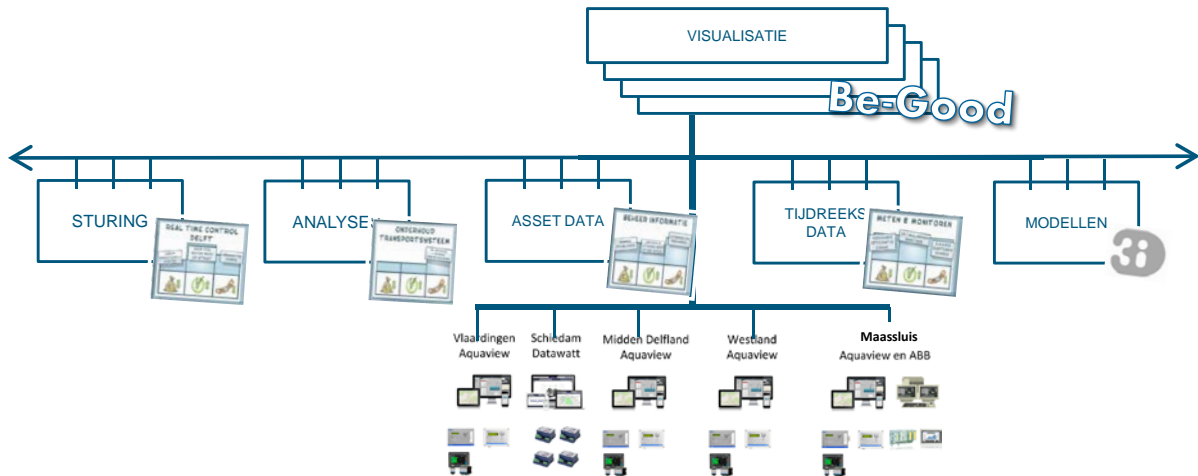 VISUALISATIE
Be-Good
STURING
ANALYSE
ASSET DATA
TIJDREEKS
DATA
MODELLEN
REAL TIME CONTROL
DELFT
ONDERHOUD
TRANSPORTSYSTEEM
BEHEER INFORMATIE
METEN & MONITOREN
3i
Vlaardingen
Aquaview
Schiedam
Datawatt
Midden Delfland
Aquaview
Westland
Aquaview
Maassluis
Aquaview en ABB